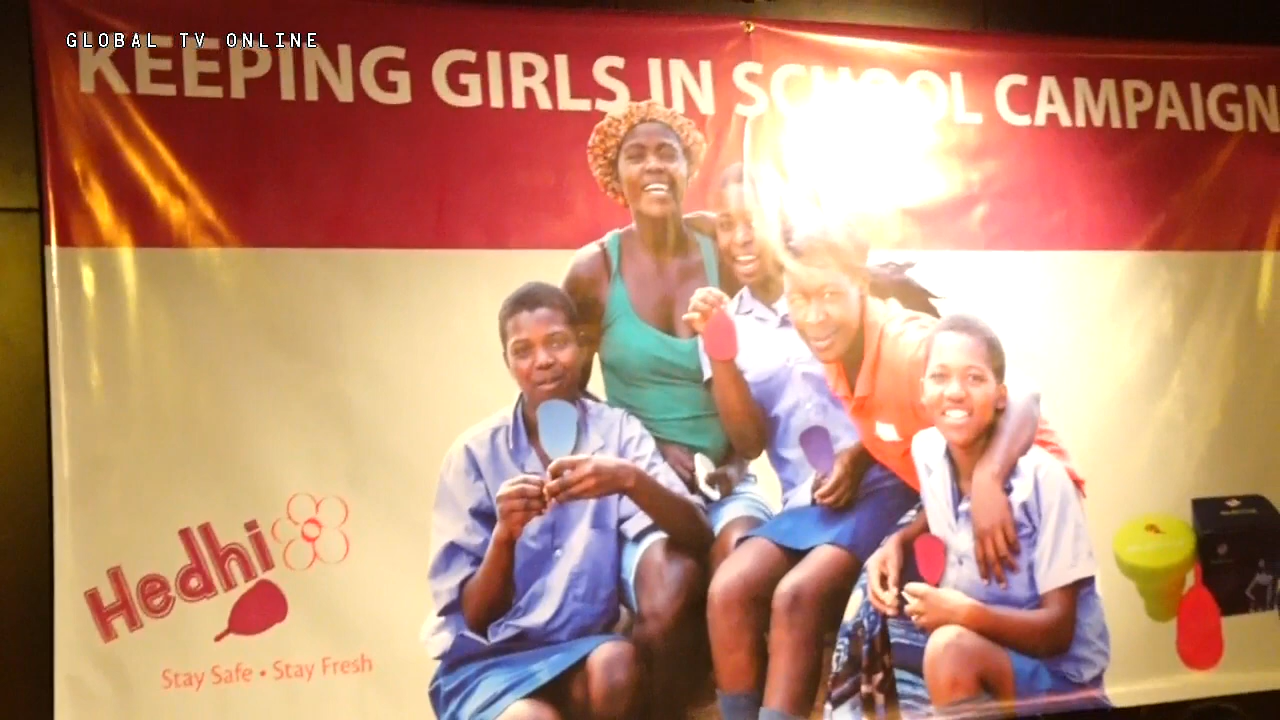 GLOBAL TV ONLINE
KEEPING GIRLS IN SCHOOL CAMPAIGN
Hedhi
Stay Safe • Stay Fresh